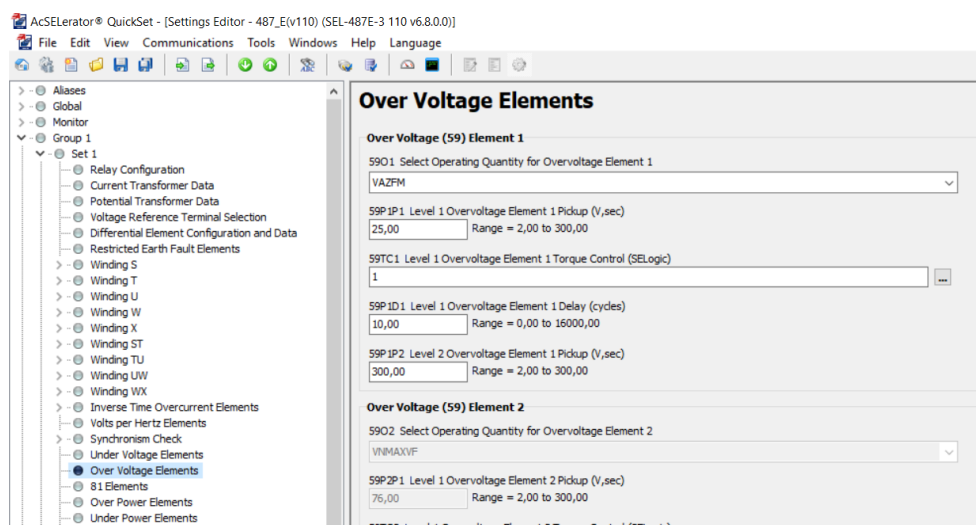 AcSELerator® QuickSet - [Settings Editor - 487_E(v110) (SEL-487E-3 110 v6.8.0.0)]
File Edit View Communications Tools Windows Help Language
Aliases
Global
Monitor
Group 1
Set 1
Relay Configuration
Current Transformer Data
Potential Transformer Data
Voltage Reference Terminal Selection
Differential Element Configuration and Data
Restricted Earth Fault Elements
Winding S
Winding T
Winding U
Winding W
Winding X
Winding ST
Winding TU
Winding UW
Winding WX
Inverse Time Overcurrent Elements
Volts per Hertz Elements
Synchronism Check
Under Voltage Elements
Over Voltage Elements
81 Elements
Over Power Elements
Under Power Elements
Over Voltage Elements
Over Voltage (59) Element 1
59O1 Select Operating Quantity for Overvoltage Element 1
VAZFM
59P1P1 Level 1 Overvoltage Element 1 Pickup (V,sec)
25,00 Range = 2,00 to 300,00
59TC1 Level 1 Overvoltage Element 1 Torque Control (SELogic)
1
...
59P1D1 Level 1 Overvoltage Element 1 Delay (cycles)
10,00 Range = 0,00 to 16000,00
59P1P2 Level 2 Overvoltage Element 1 Pickup (V,sec)
300,00 Range = 2,00 to 300,00
Over Voltage (59) Element 2
59O2 Select Operating Quantity for Overvoltage Element 2
VNMAXVF
59P2P1 Level 1 Overvoltage Element 2 Pickup (V,sec)
76,00 Range = 2,00 to 300,00